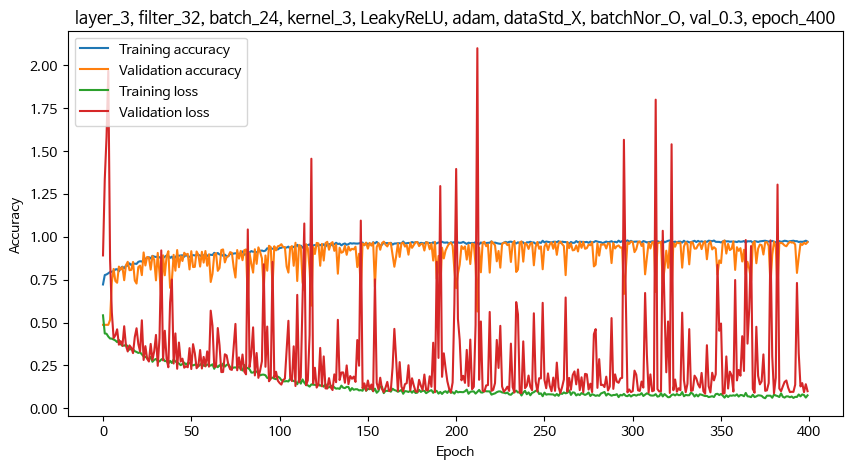 layer_3, filter_32, batch_24, kernel_3, LeakyReLU, adam, dataStd_X, batchNor_O, val_0.3, epoch_400
Training accuracy
Validation accuracy
Training loss
Validation loss
2.00
1.75
1.50
1.25
1.00
0.75
0.50
0.25
0.00
Accuracy
0 50 100 150 200 250 300 350 400
Epoch